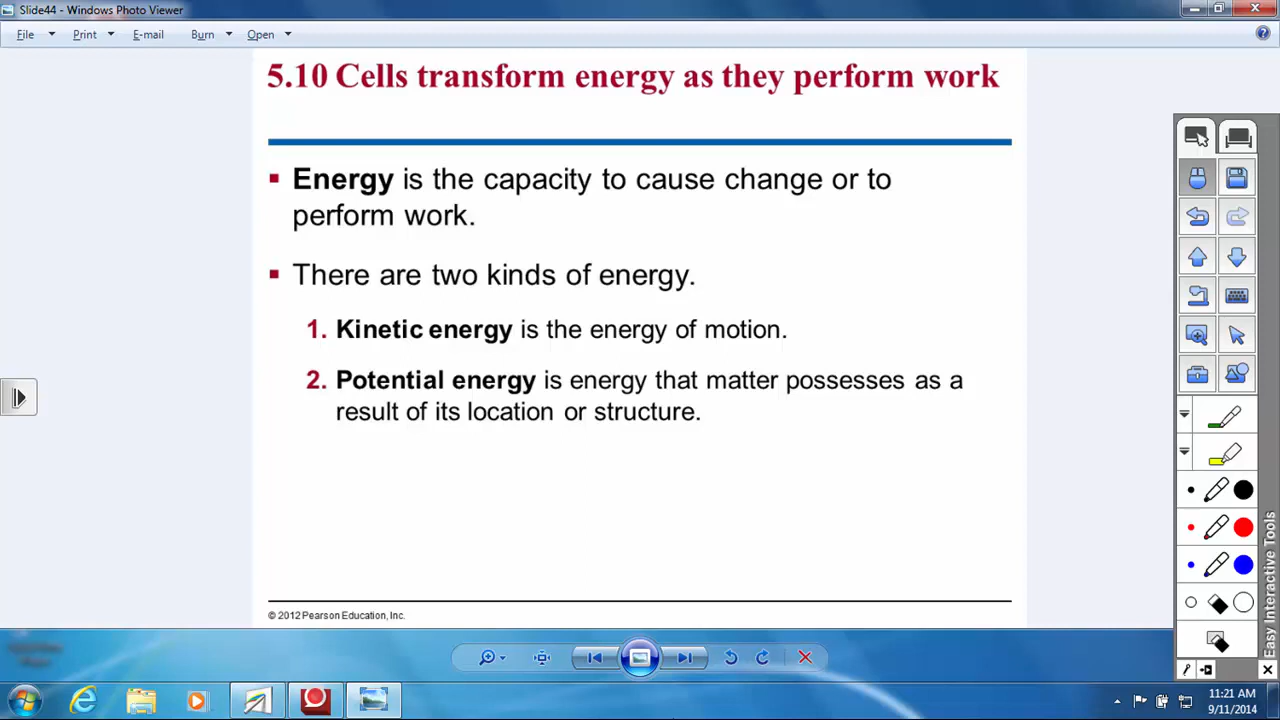 Slide44 - Windows Photo Viewer
File Print E-mail Burn Open
5.10 Cells transform energy as they perform work
Energy is the capacity to cause change or to
perform work.
There are two kinds of energy.
1. Kinetic energy is the energy of motion.
2. Potential energy is energy that matter possesses as a
result of its location or structure.
© 2012 Pearson Education, Inc.
Easy Interactive Tools
11:21 AM
9/11/2014